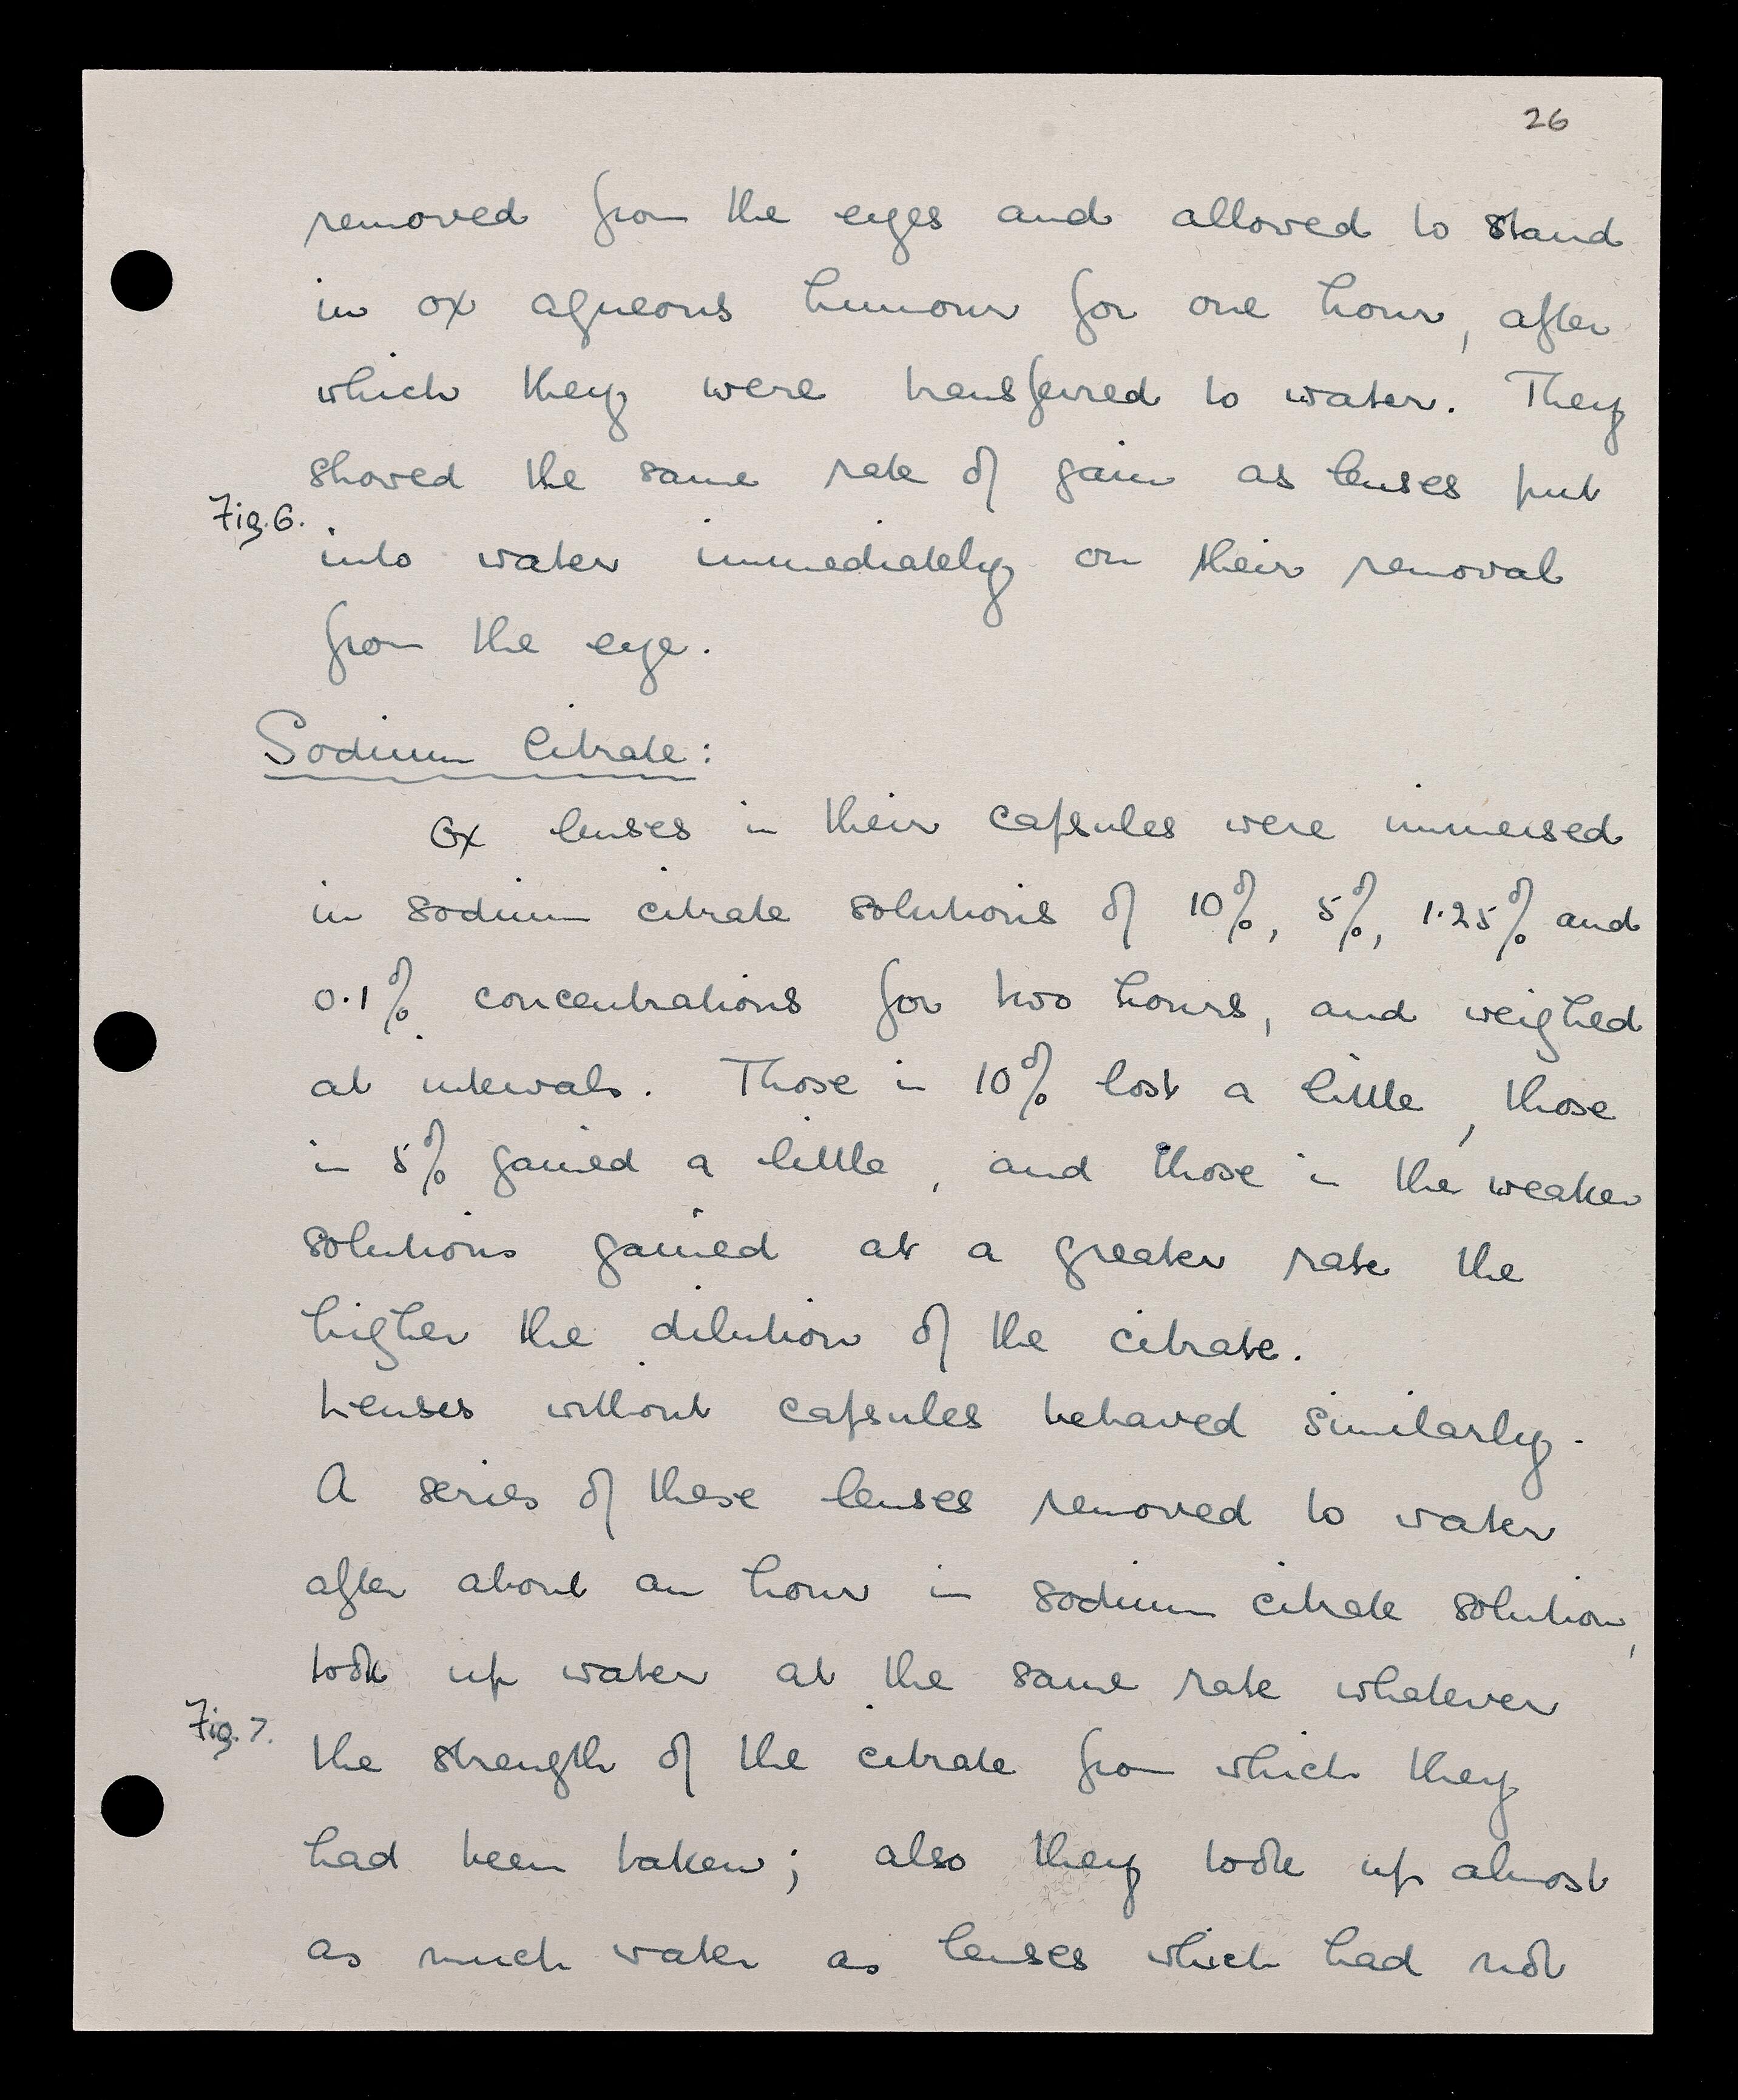 26
removed from the eyes and allowed to stand
in ox aqueous humour for one hour, after
which they were transferred to water. They
showed the same rate of gain as lenses put
Fig. 6.
into water immediately on their removal
from the eye.
Sodium Citrate:
Ox lenses in their capsules were immersed
in sodium citrate solutions of 10%, 5%, 1.25% and
0.1% concentrations for two hours, and weighed
at intervals. Those in 10% lost a little, those
in 5% gained a little, and those in the weaker
solutions gained at a greater rate the
higher the dilution of the citrate.
Lenses without capsules behaved similarly.
A series of these lenses removed to water
after about an hour in sodium citrate solution,
took up water at the same rate whatever
Fig. 7.
the strength of the citrate from which they
had been taken; also they took up almost
as much water as lenses which had not